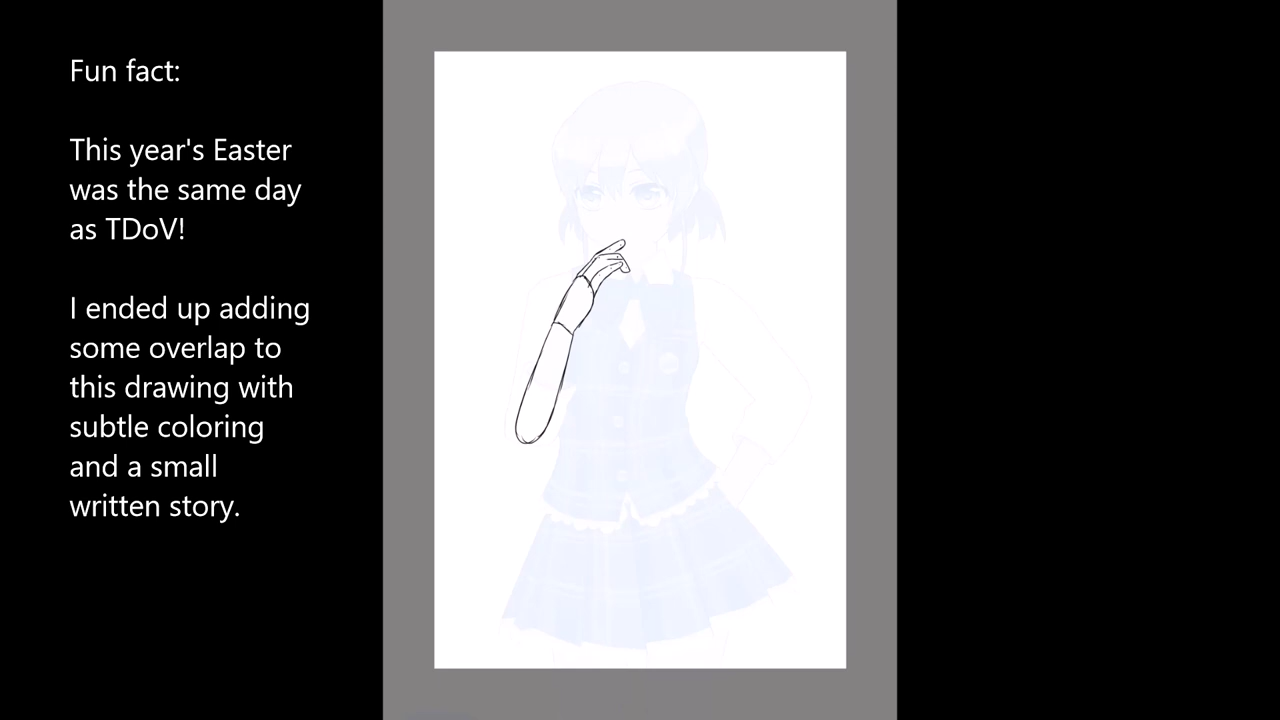 Fun fact:
This year's Easter
was the same day
as TDoV!
I ended up adding
some overlap to
this drawing with
subtle coloring
and a small
written story.